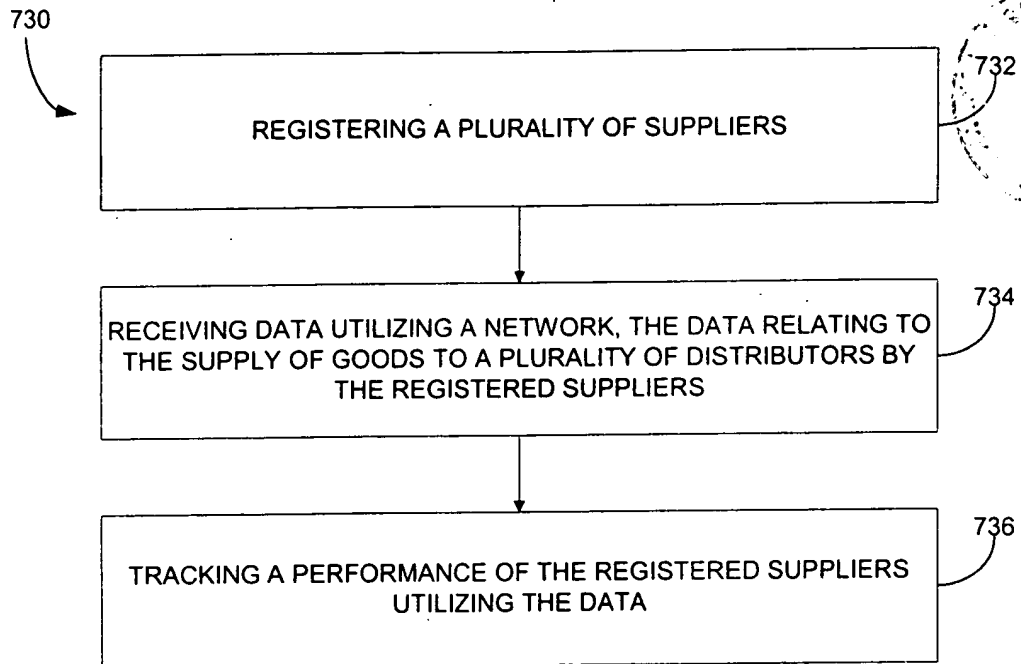 730
732
REGISTERING A PLURALITY OF SUPPLIERS
734
RECEIVING DATA UTILIZING A NETWORK, THE DATA RELATING TO
THE SUPPLY OF GOODS TO A PLURALITY OF DISTRIBUTORS BY
THE REGISTERED SUPPLIERS
736
TRACKING A PERFORMANCE OF THE REGISTERED SUPPLIERS
UTILIZING THE DATA